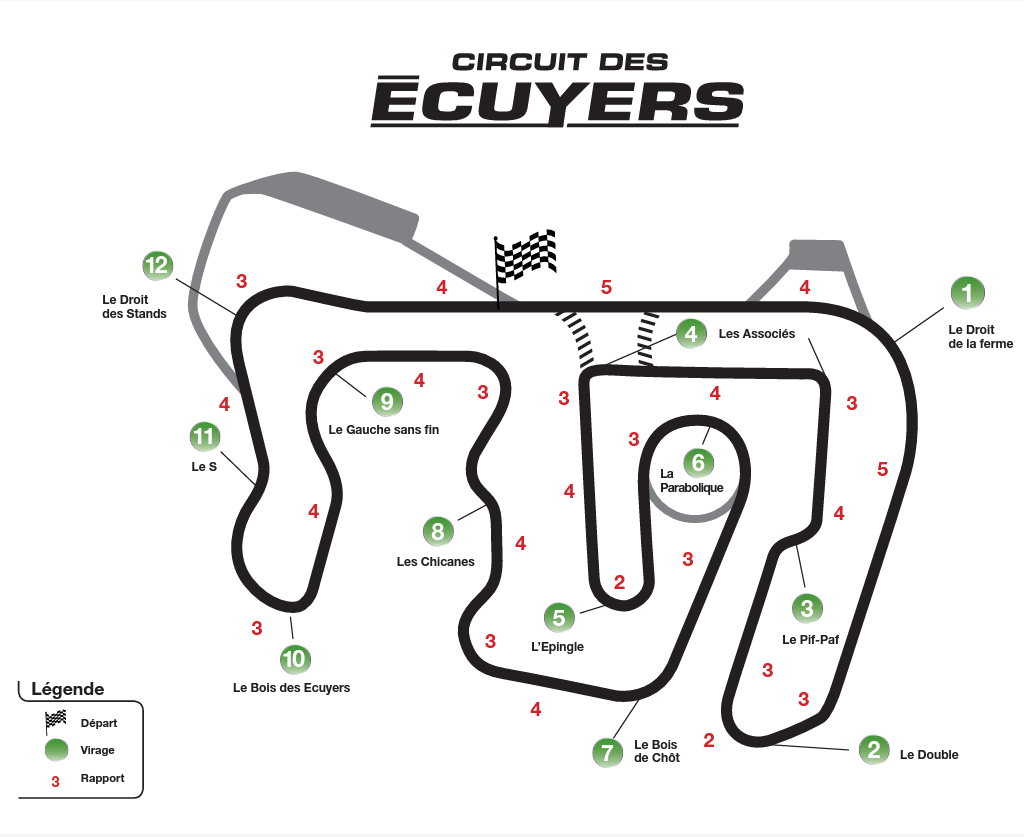 CIRCUIT DES
ÉCUYERS
12
3
4
5
4
1
Le Droit
des Stands
Le Droit
de la ferme
4
Les Associés
3
4
3
4
3
4
3
3
9
Le Gauche sans fin
11
Le S
3
6
La
Parabolique
5
4
4
4
8
Les Chicanes
4
3
2
5
L'Epingle
3
Le Pif-Paf
3
10
Le Bois des Ecuyers
3
3
3
4
2
7
Le Bois
de Chôt
2
Le Double
Légende
Départ
Virage
3
Rapport